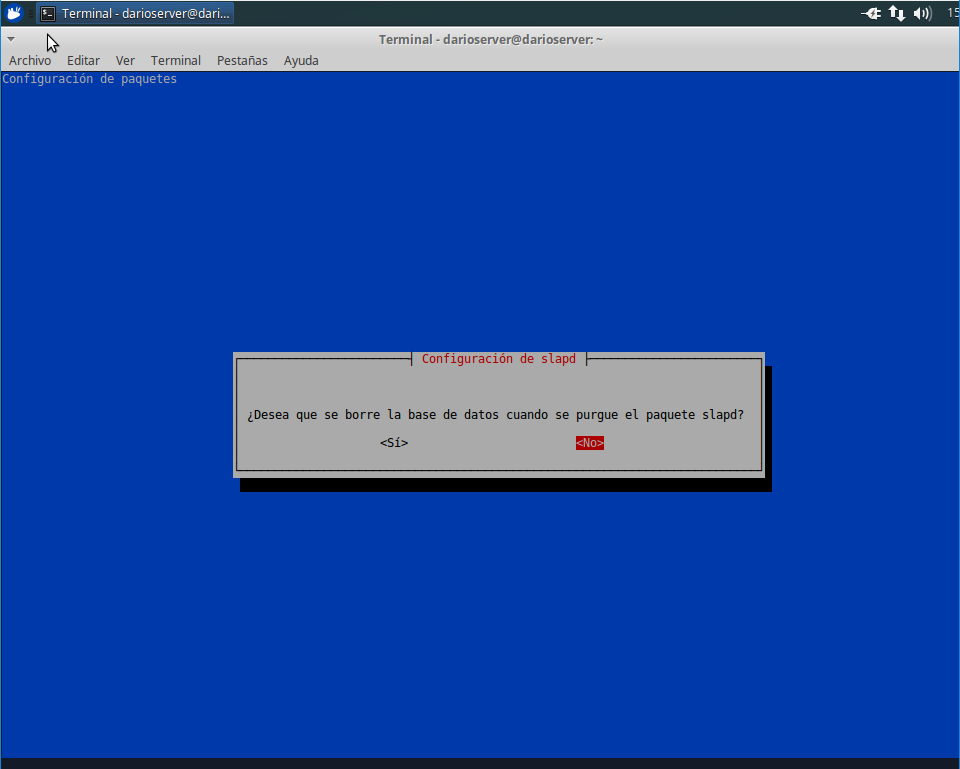 Terminal - darioserver@dari...
15
Terminal - darioserver@darioserver: ~
Archivo Editar Ver Terminal Pestañas Ayuda
Configuración de paquetes
Configuración de slapd
¿Desea que se borre la base de datos cuando se purgue el paquete slapd?
<Sí> <No>